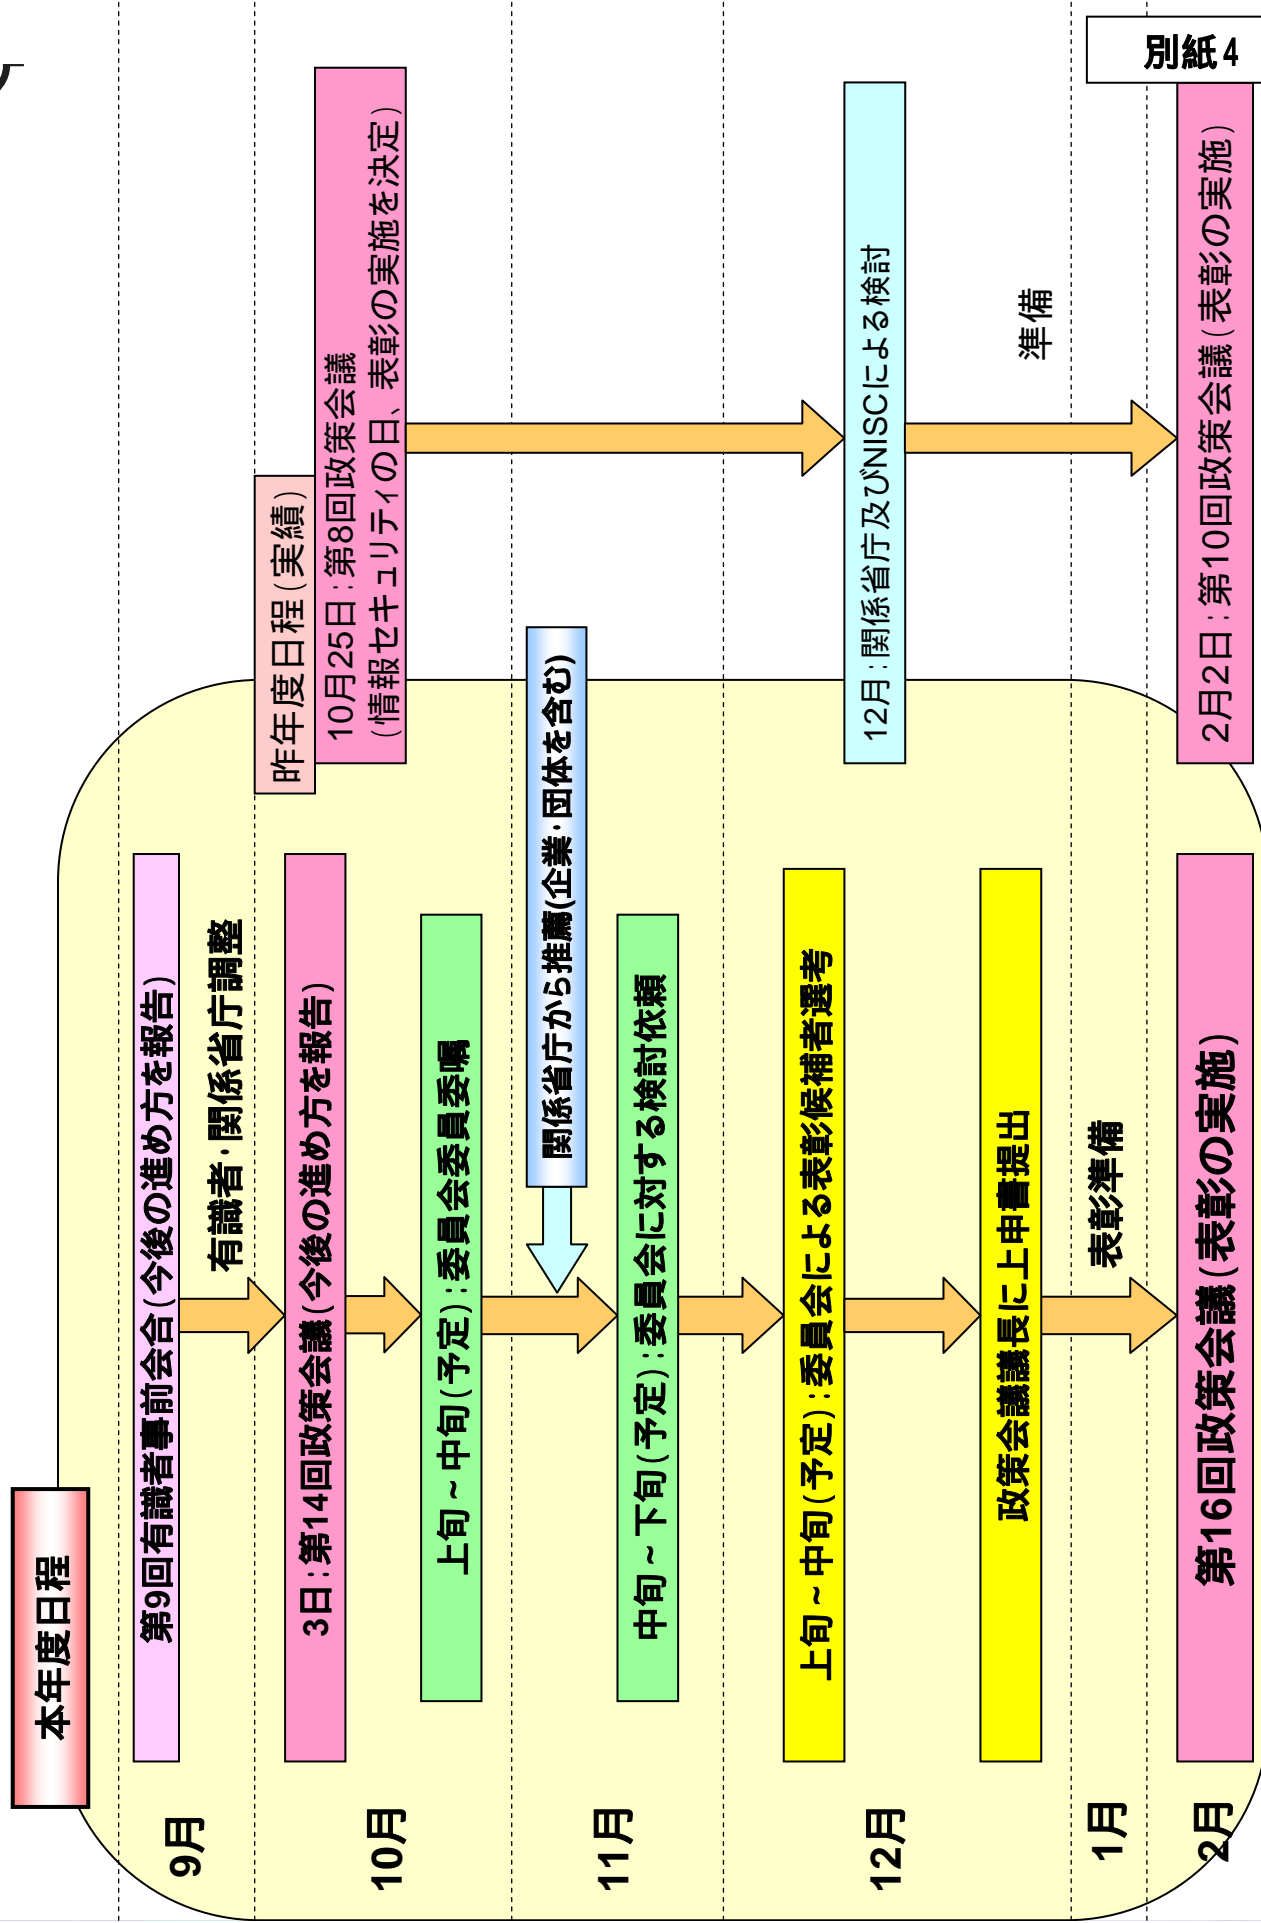 別紙4
本年度日程
9月
第9回有識者事前会合(今後の進め方を報告)
有識者・関係省庁調整
10月
3日:第14回政策会議(今後の進め方を報告)
上旬~中旬(予定):委員会委員委嘱
11月
関係省庁から推薦(企業・団体を含む)
中旬~下旬(予定):委員会に対する検討依頼
12月
上旬~中旬(予定):委員会による表彰候補者選考
政策会議議長に上申書提出
1月
表彰準備
2月
第16回政策会議(表彰の実施)
昨年度日程(実績)
10月25日:第8回政策会議
(情報セキュリティの日、表彰の実施を決定)
12月:関係省庁及びNISCによる検討
準備
2月2日:第10回政策会議(表彰の実施)